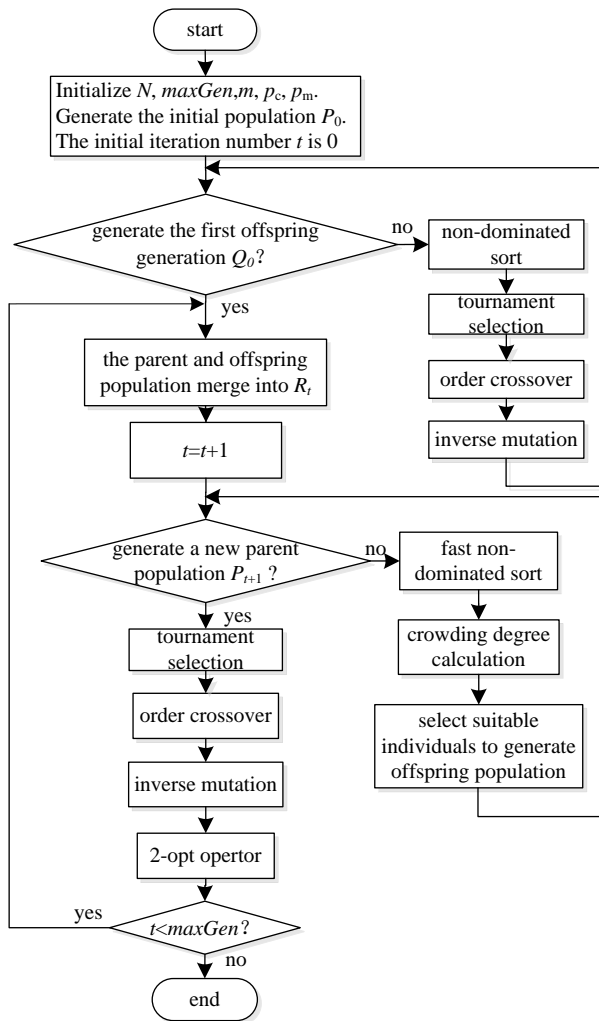 start
Initialize N, maxGen,m, pc, pm.
Generate the initial population P0.
The initial iteration number t is 0
generate the first offspring
generation Q0?
no
non-dominated
sort
yes
tournament
selection
the parent and offspring
population merge into Rt
order crossover
inverse mutation
t=t+1
generate a new parent
population Pt+1 ?
no
fast non-
dominated sort
yes
tournament
selection
crowding degree
calculation
order crossover
select suitable
individuals to generate
offspring population
inverse mutation
2-opt opertor
yes
t<maxGen?
no
end